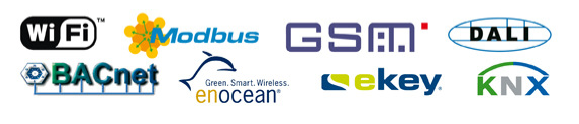 WiFi™
Modbus
GSM
DALI
BACnet
Green. Smart. Wireless.
enocean®
ekey®
KNX